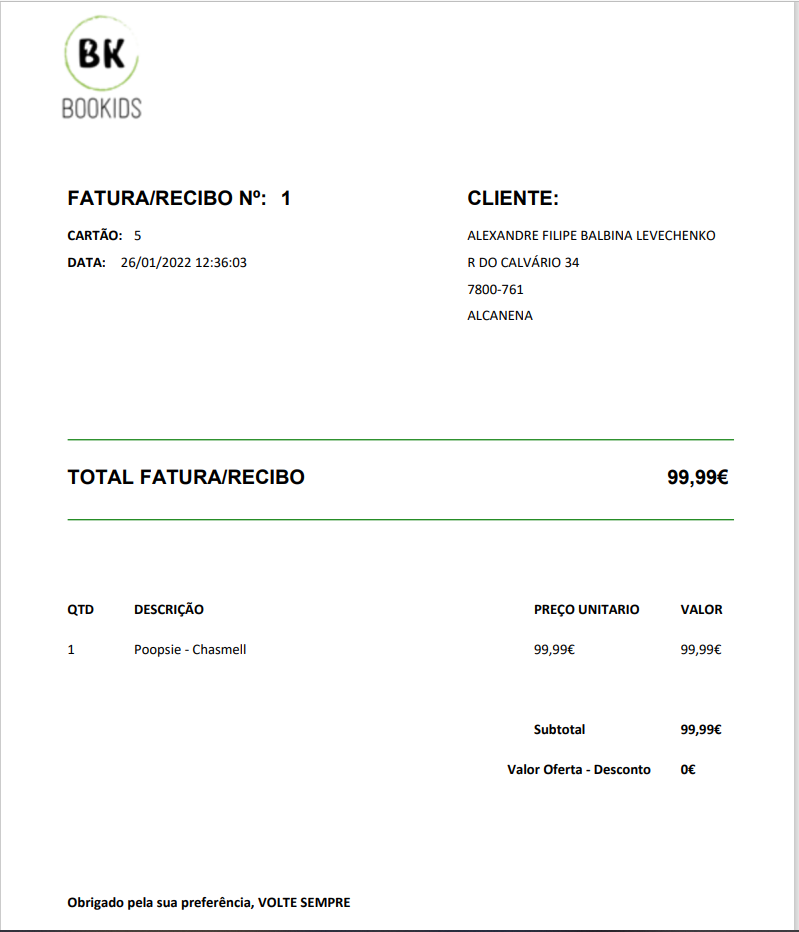 BK
BOOKIDS
FATURA/RECIBO Nº: 1
CARTÃO: 5
DATA: 26/01/2022 12:36:03
CLIENTE:
ALEXANDRE FILIPE BALBINA LEVECHENKO
R DO CALVÁRIO 34
7800-761
ALCANENA
TOTAL FATURA/RECIBO 99,99€
QTD DESCRIÇÃO PREÇO UNITARIO VALOR
1 Poopsie - Chasmell 99,99€ 99,99€
Subtotal 99,99€
Valor Oferta - Desconto 0€
Obrigado pela sua preferência, VOLTE SEMPRE